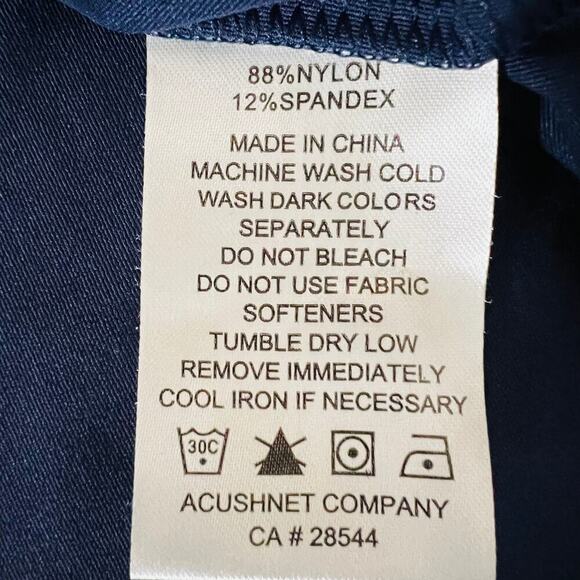 88%NYLON
12%SPANDEX
MADE IN CHINA
MACHINE WASH COLD
WASH DARK COLORS
SEPARATELY
DO NOT BLEACH
DO NOT USE FABRIC
SOFTENERS
TUMBLE DRY LOW
REMOVE IMMEDIATELY
COOL IRON IF NECESSARY
30C
ACUSHNET COMPANY
CA # 28544